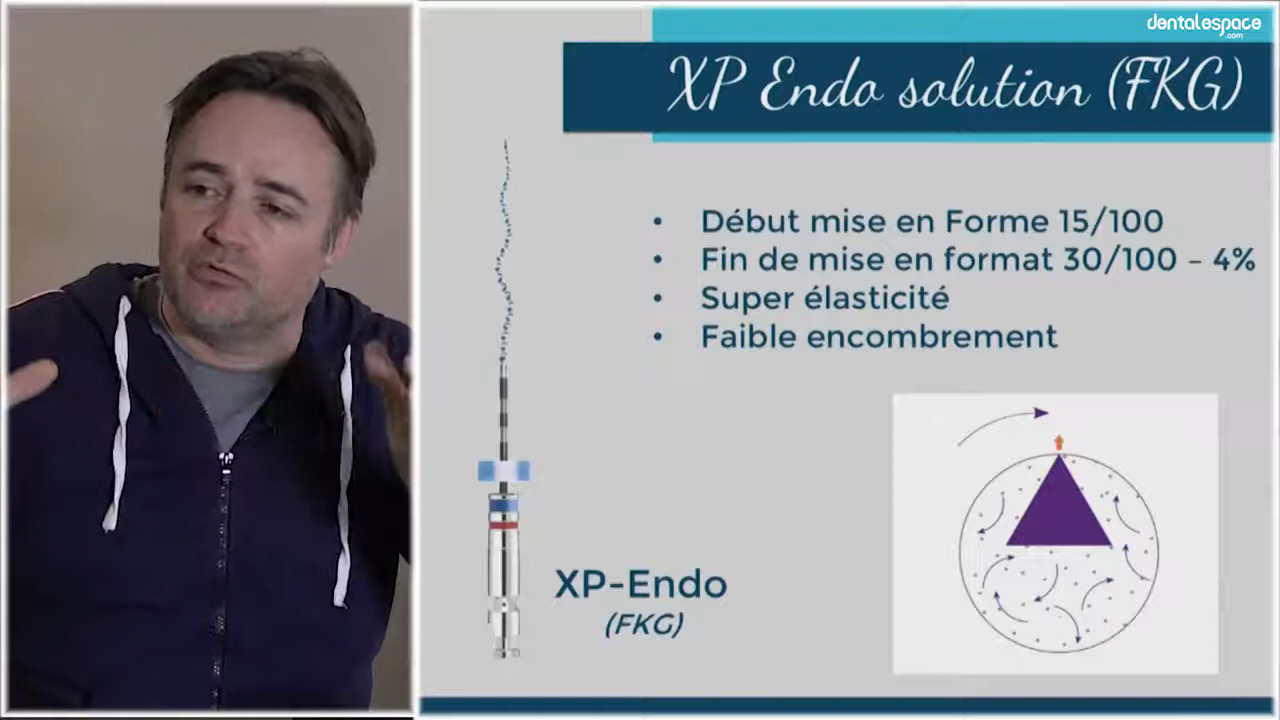 dentalespace
.com
XP Endo solution (FKG)
• Début mise en Forme 15/100
• Fin de mise en format 30/100 – 4%
• Super élasticité
• Faible encombrement
XP-Endo
(FKG)